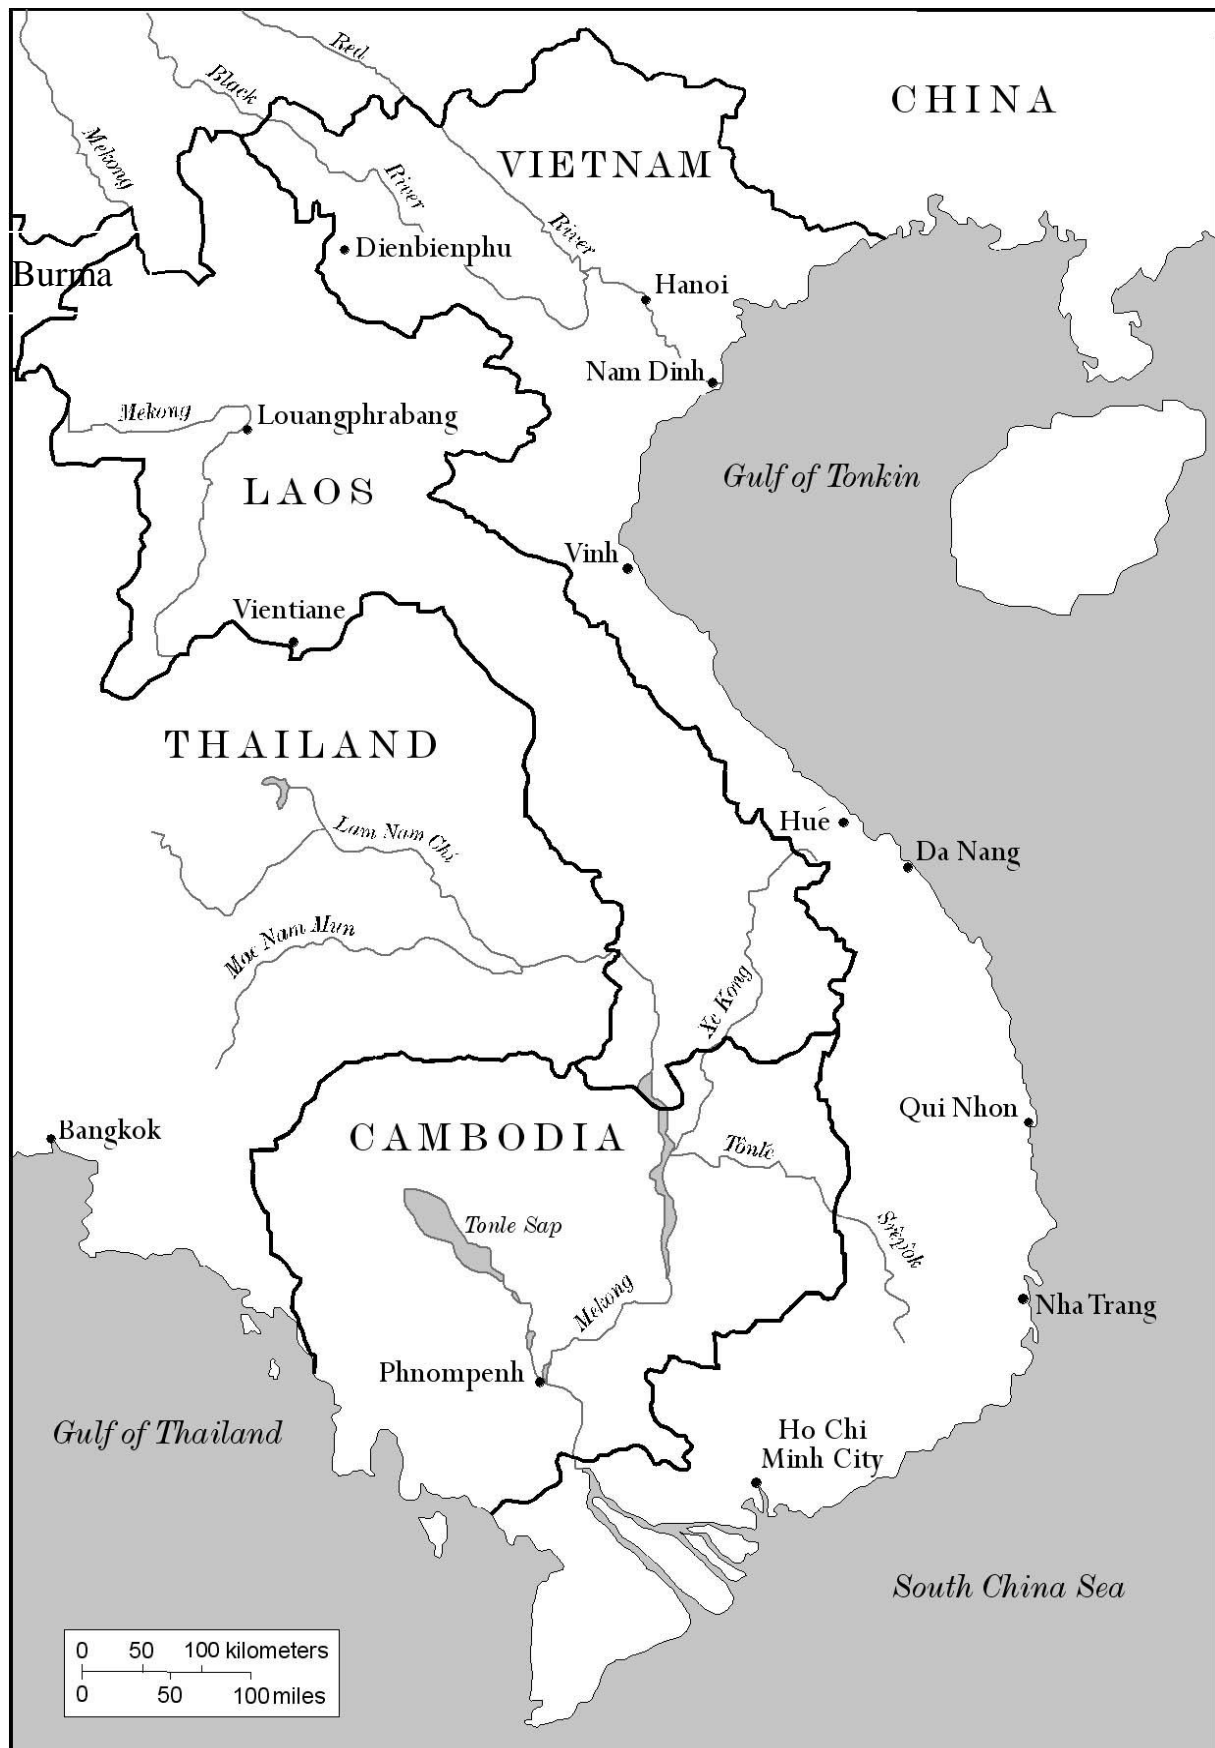 Red
Black
CHINA
Mekong
VIETNAM
River
River
Dienbienphu
Burma
Hanoi
Nam Dinh
Mekong
Louangphrabang
Gulf of Tonkin
LAOS
Vinh
Vientiane
THAILAND
Hué
Lam Nam Chi
Da Nang
Mae Nam Mun
Xe Kong
Qui Nhon
Bangkok
CAMBODIA
Tônlé
Tonle Sap
Srêpôk
Mekong
Nha Trang
Phnompenh
Gulf of Thailand
Ho Chi
Minh City
South China Sea
0 50 100 kilometers
0 50 100 miles